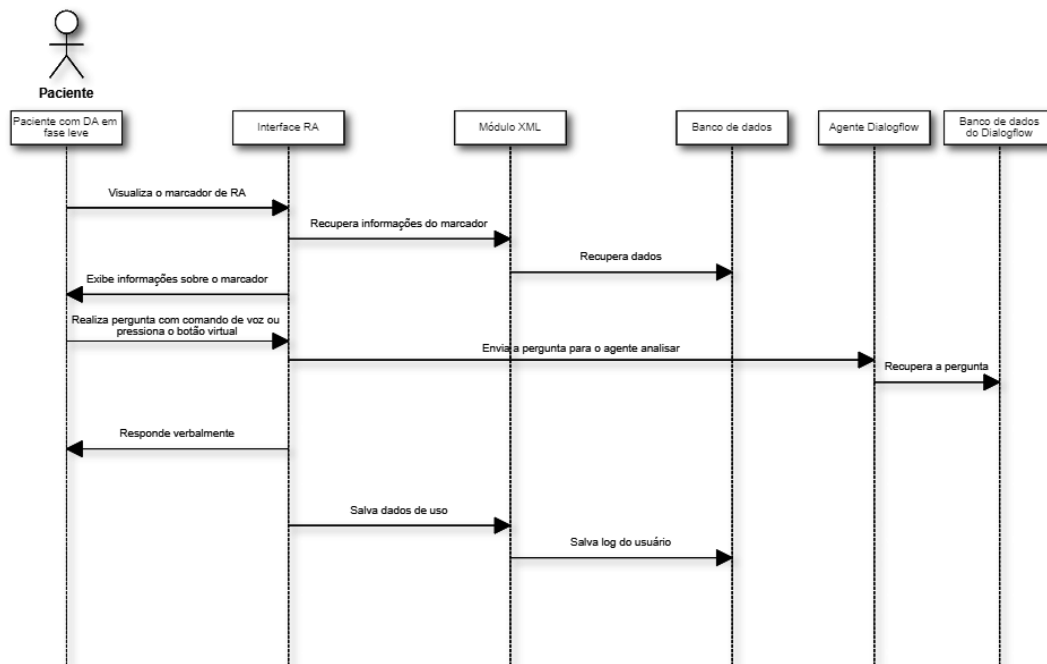 Paciente
Paciente com DA em
fase leve
Interface RA
Módulo XML
Banco de dados
Agente Dialogflow
Banco de dados
do Dialogflow
Visualiza o marcador de RA
Recupera informações do marcador
Recupera dados
Exibe informações sobre o marcador
Realiza pergunta com comando de voz ou
pressiona o botão virtual
Envia a pergunta para o agente analisar
Recupera a pergunta
Responde verbalmente
Salva dados de uso
Salva log do usuário